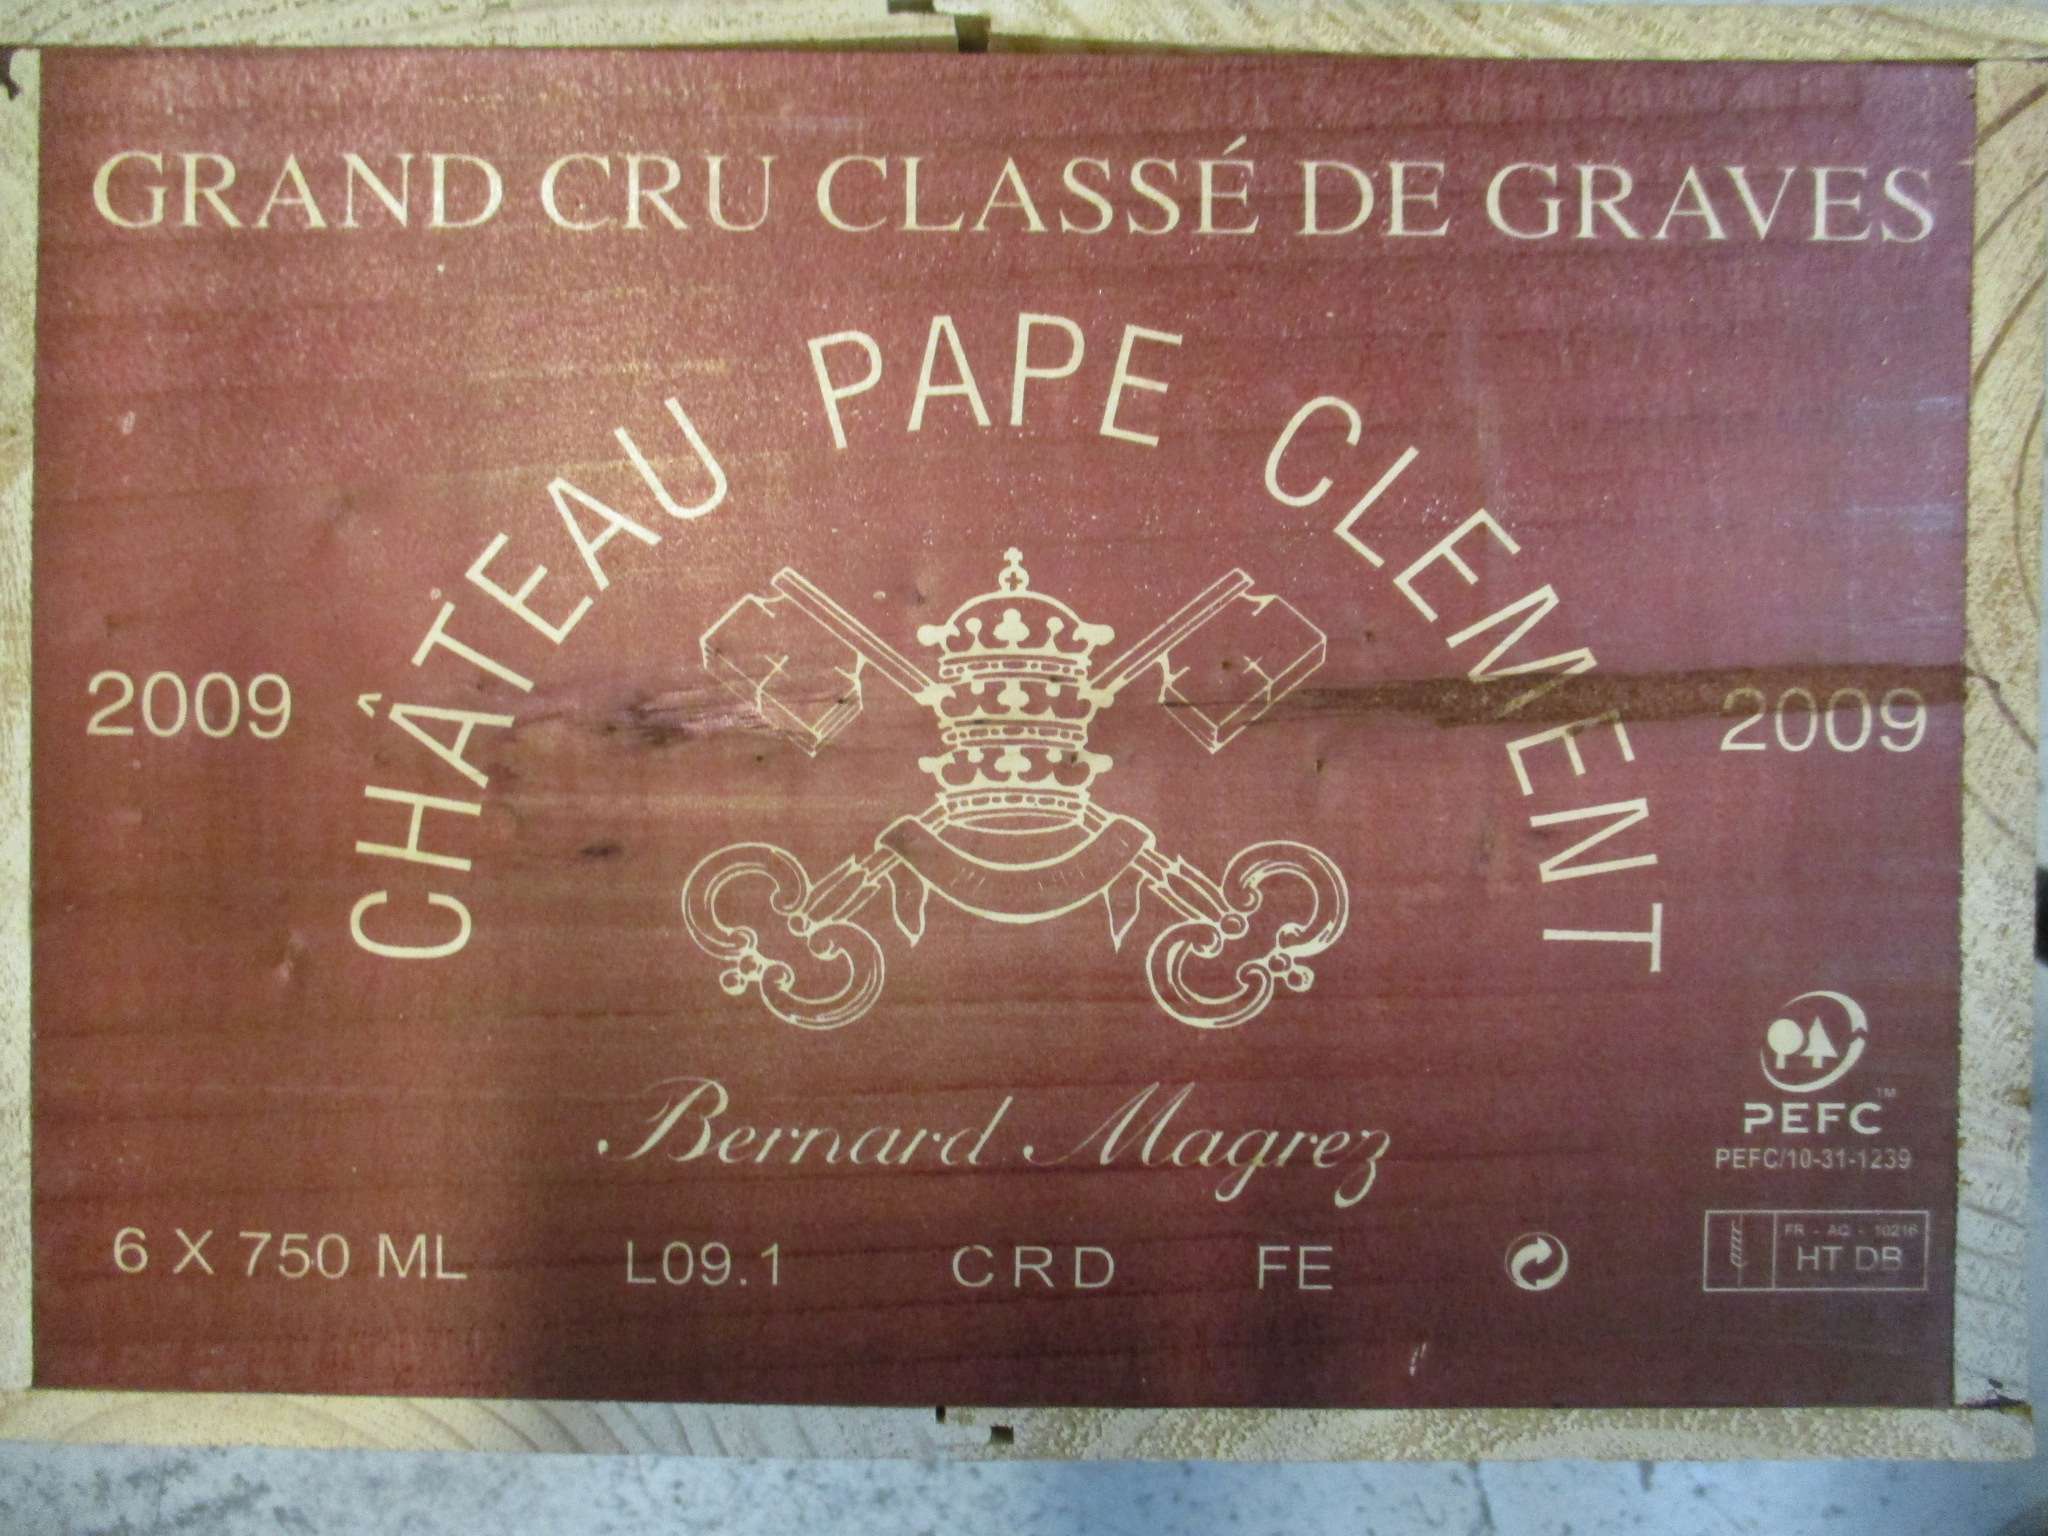 GRAND CRU CLASSÉ DE GRAVES
CHÂTEAU PAPE CLEMENT
2009
2009
Bernard Magrez
PEFC™
PEFC/10-31-1239
6 X 750 ML L09.1 CRD FE
FR - AQ - 10216
HT DB